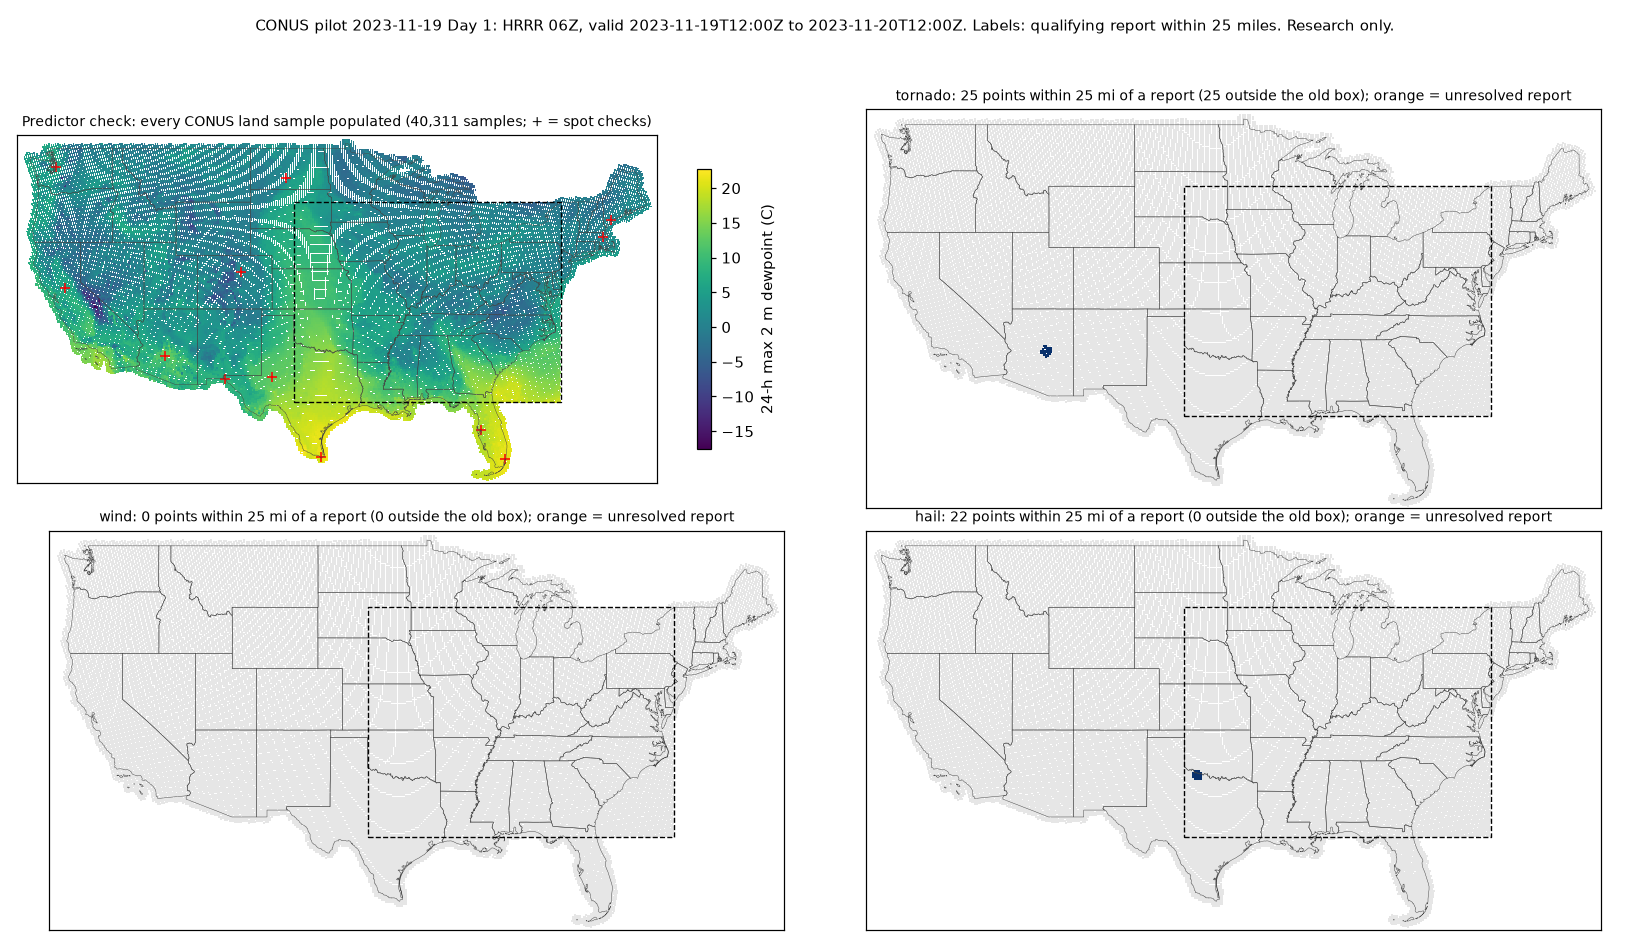 CONUS pilot 2023-11-19 Day 1: HRRR 06Z, valid 2023-11-19T12:00Z to 2023-11-20T12:00Z. Labels: qualifying report within 25 miles. Research only.
Predictor check: every CONUS land sample populated (40,311 samples; + = spot checks)
20
15
10
5
0
−5
−10
−15
24-h max 2 m dewpoint (C)
tornado: 25 points within 25 mi of a report (25 outside the old box); orange = unresolved report
wind: 0 points within 25 mi of a report (0 outside the old box); orange = unresolved report
hail: 22 points within 25 mi of a report (0 outside the old box); orange = unresolved report